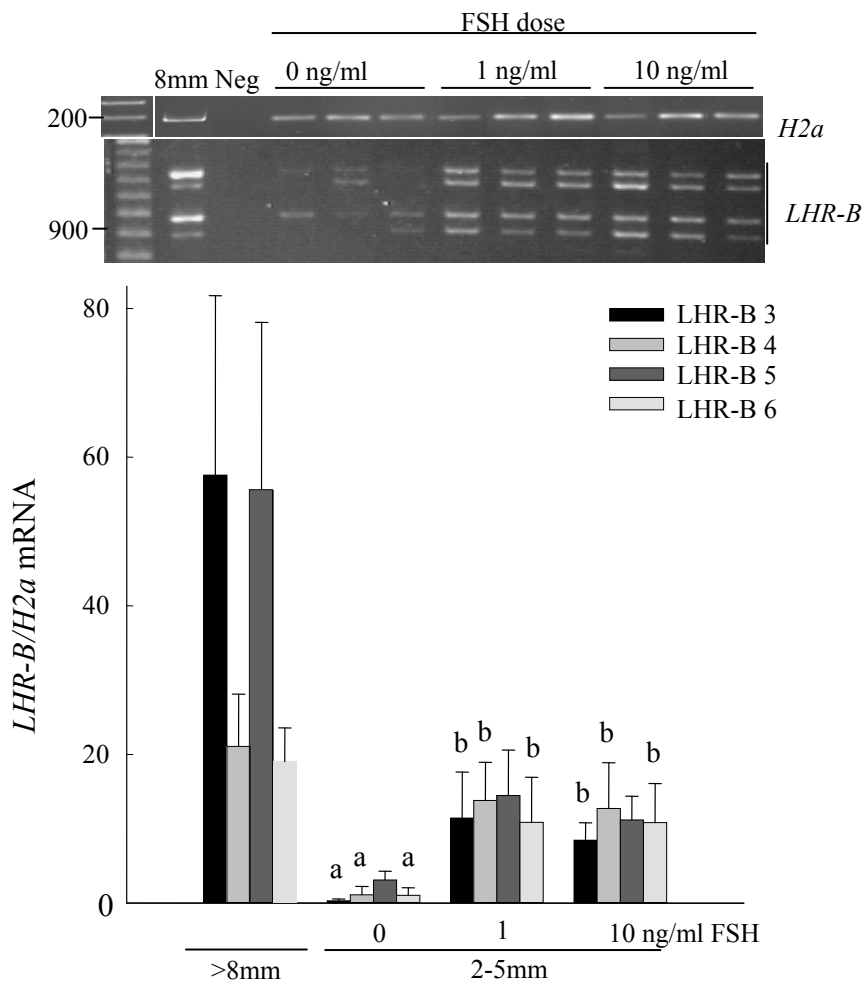 FSH dose
8mm Neg 0 ng/ml 1 ng/ml 10 ng/ml
200
H2a
LHR-B
900
80
60
40
20
0
LHR-B/H2a mRNA
LHR-B 3
LHR-B 4
LHR-B 5
LHR-B 6
a a a
b b b
b b b
0 1 10 ng/ml FSH
>8mm 2-5mm